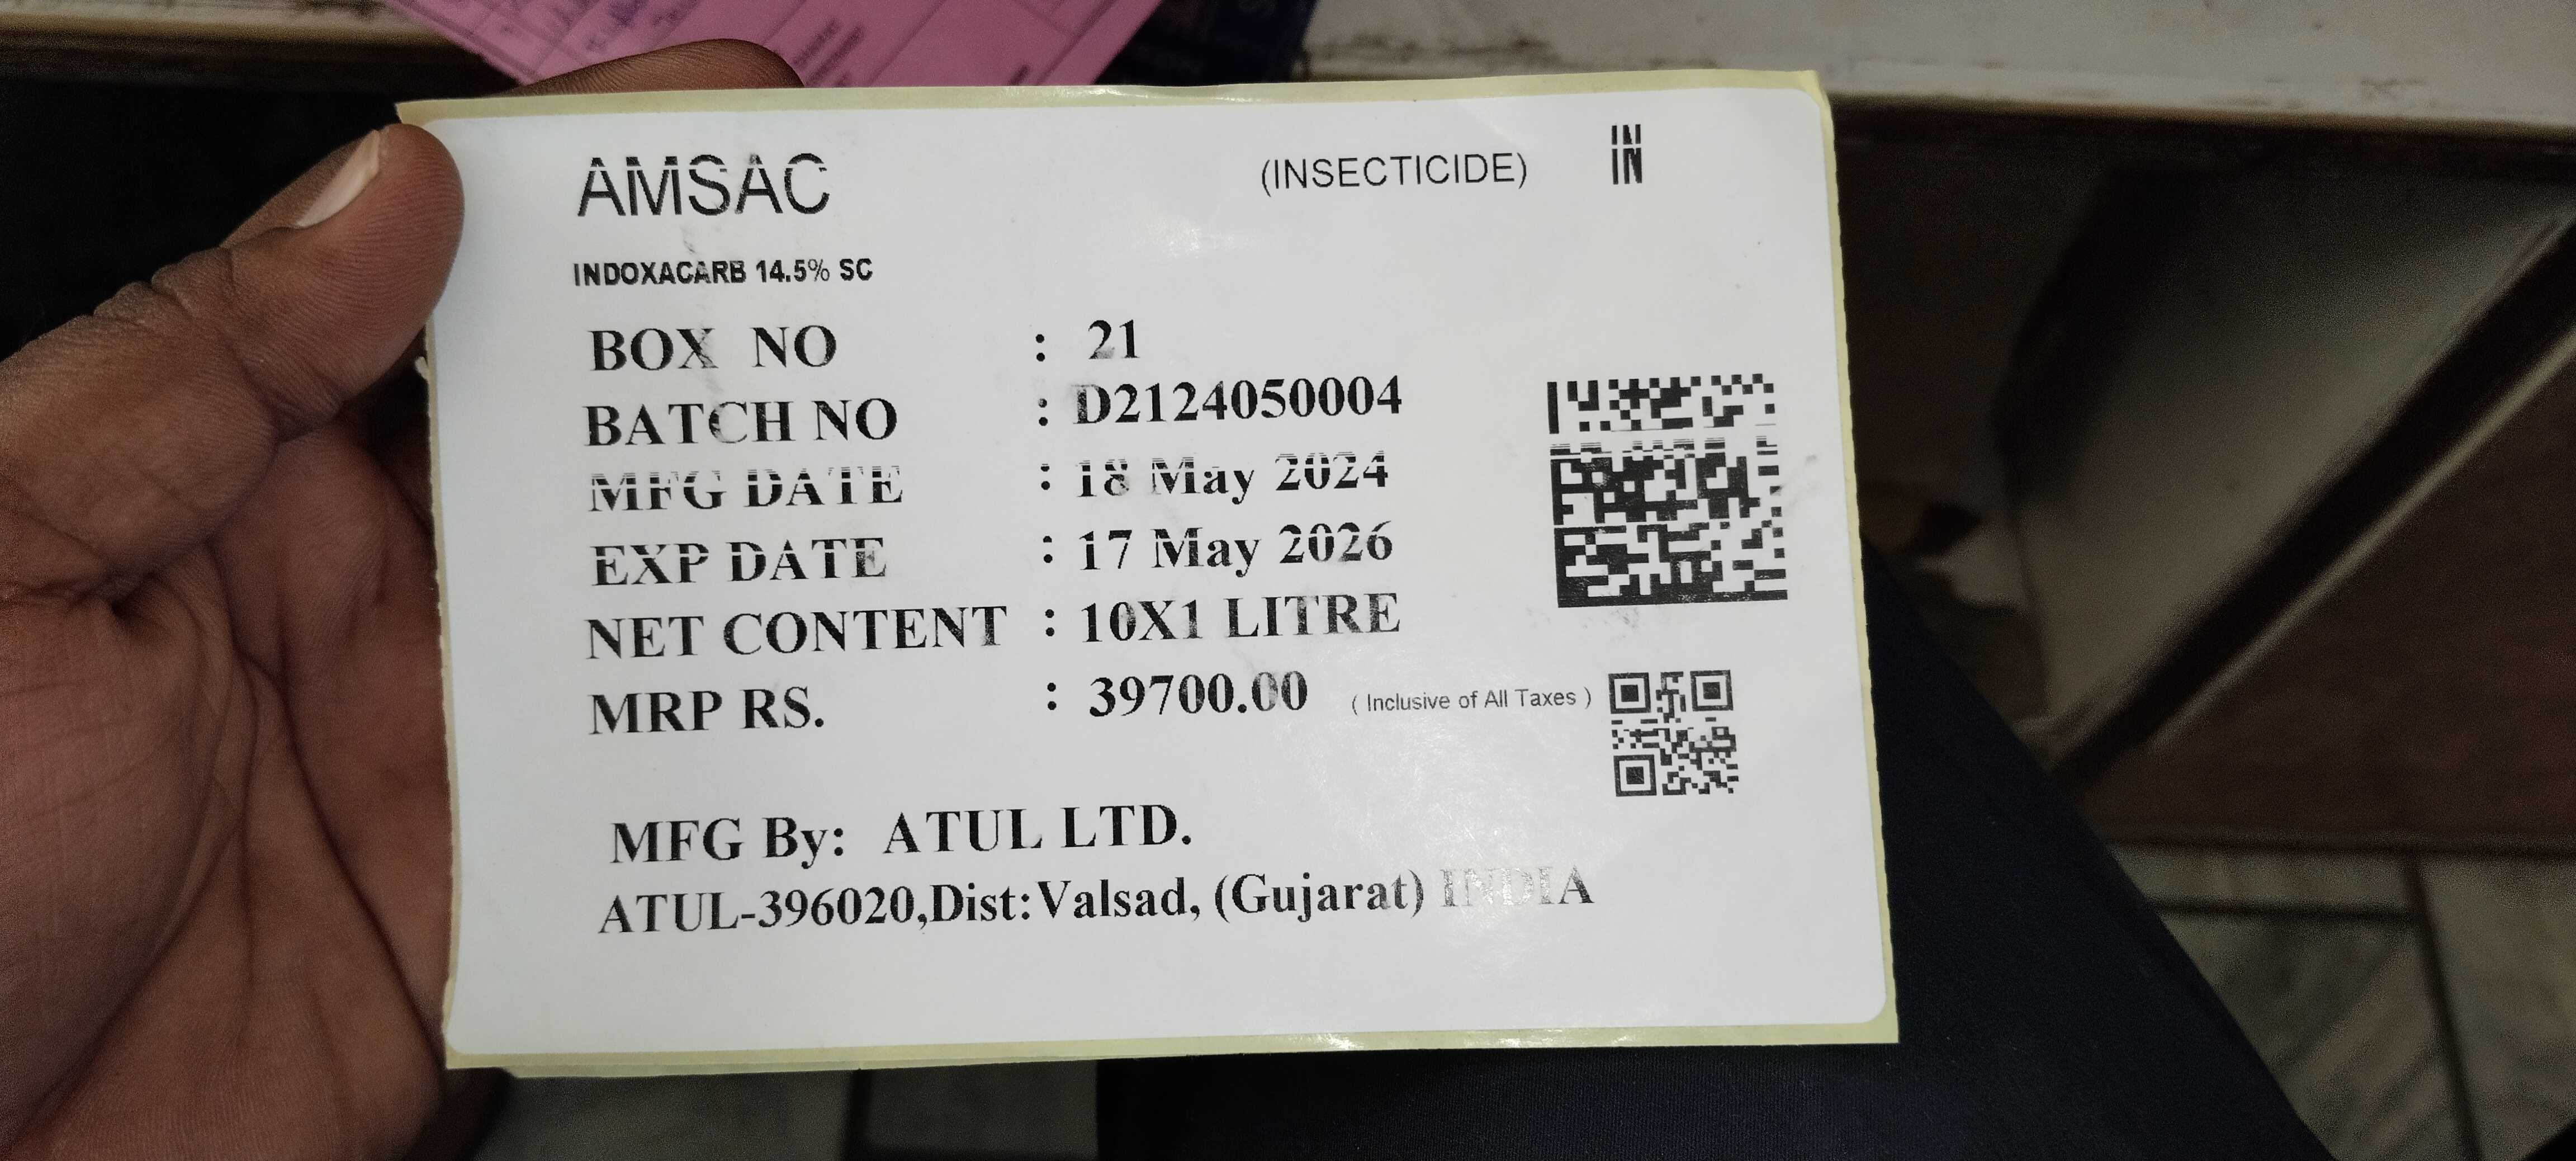 AMSAC (INSECTICIDE) IN
INDOXACARB 14.5% SC
BOX NO : 21
BATCH NO : D2124050004
MFG DATE : 18 May 2024
EXP DATE : 17 May 2026
NET CONTENT : 10X1 LITRE
MRP RS. : 39700.00 ( Inclusive of All Taxes )
MFG By: ATUL LTD.
ATUL-396020,Dist:Valsad, (Gujarat) INDIA